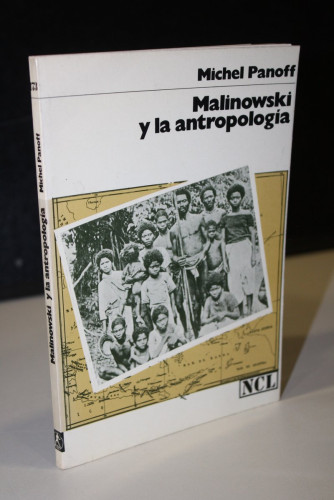 Michel Panoff
Malinowski
y la antropología
NCL
Malinowski y la antropología Michel Panoff